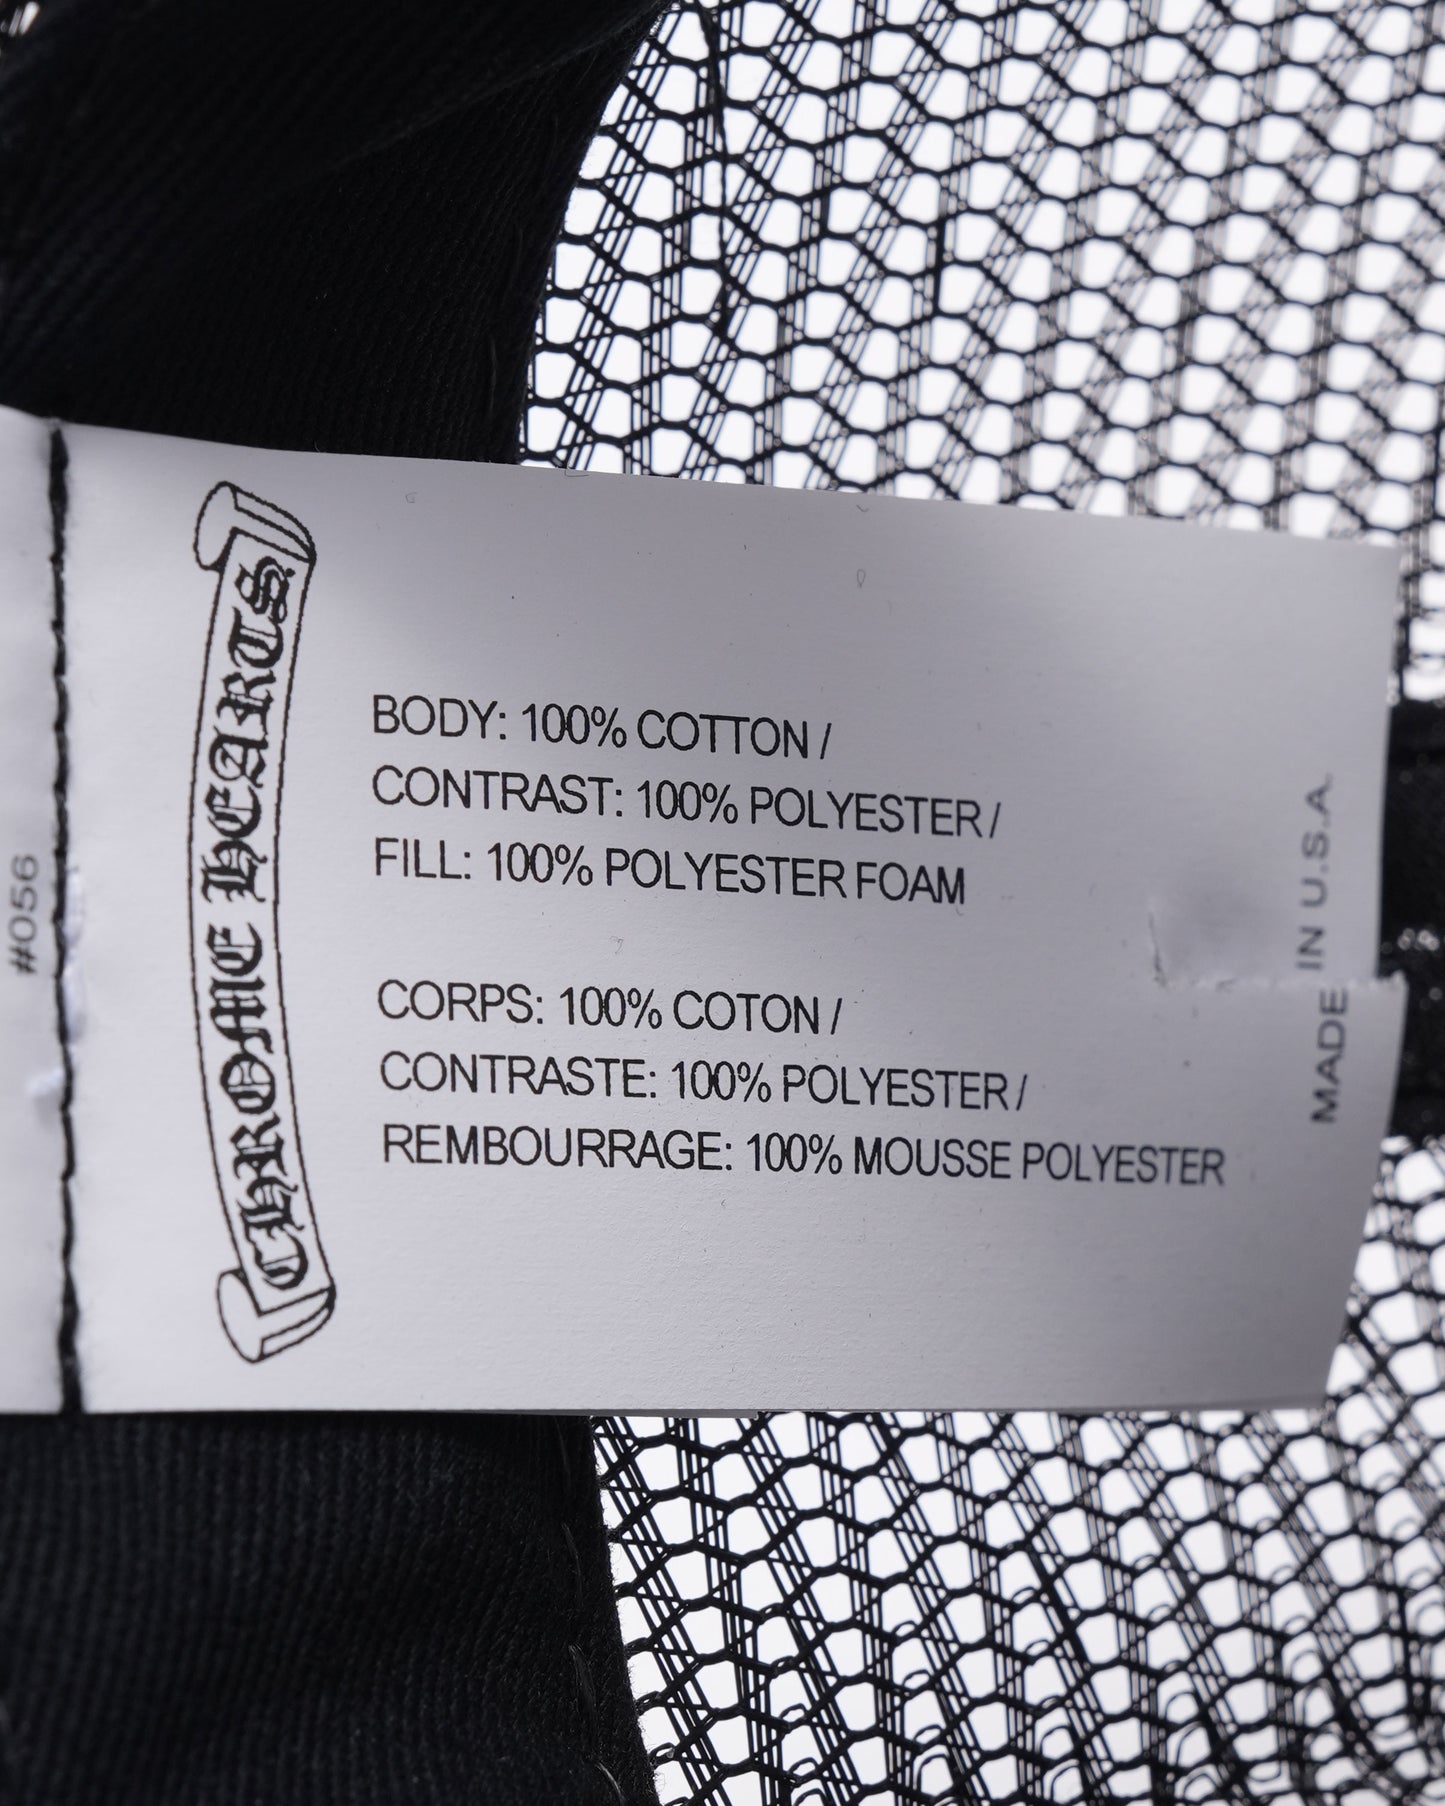 #056
CHROME HEARTS
BODY: 100% COTTON /
CONTRAST: 100% POLYESTER /
FILL: 100% POLYESTER FOAM
CORPS: 100% COTON /
CONTRASTE: 100% POLYESTER /
REMBOURRAGE: 100% MOUSSE POLYESTER
MADE IN U.S.A.